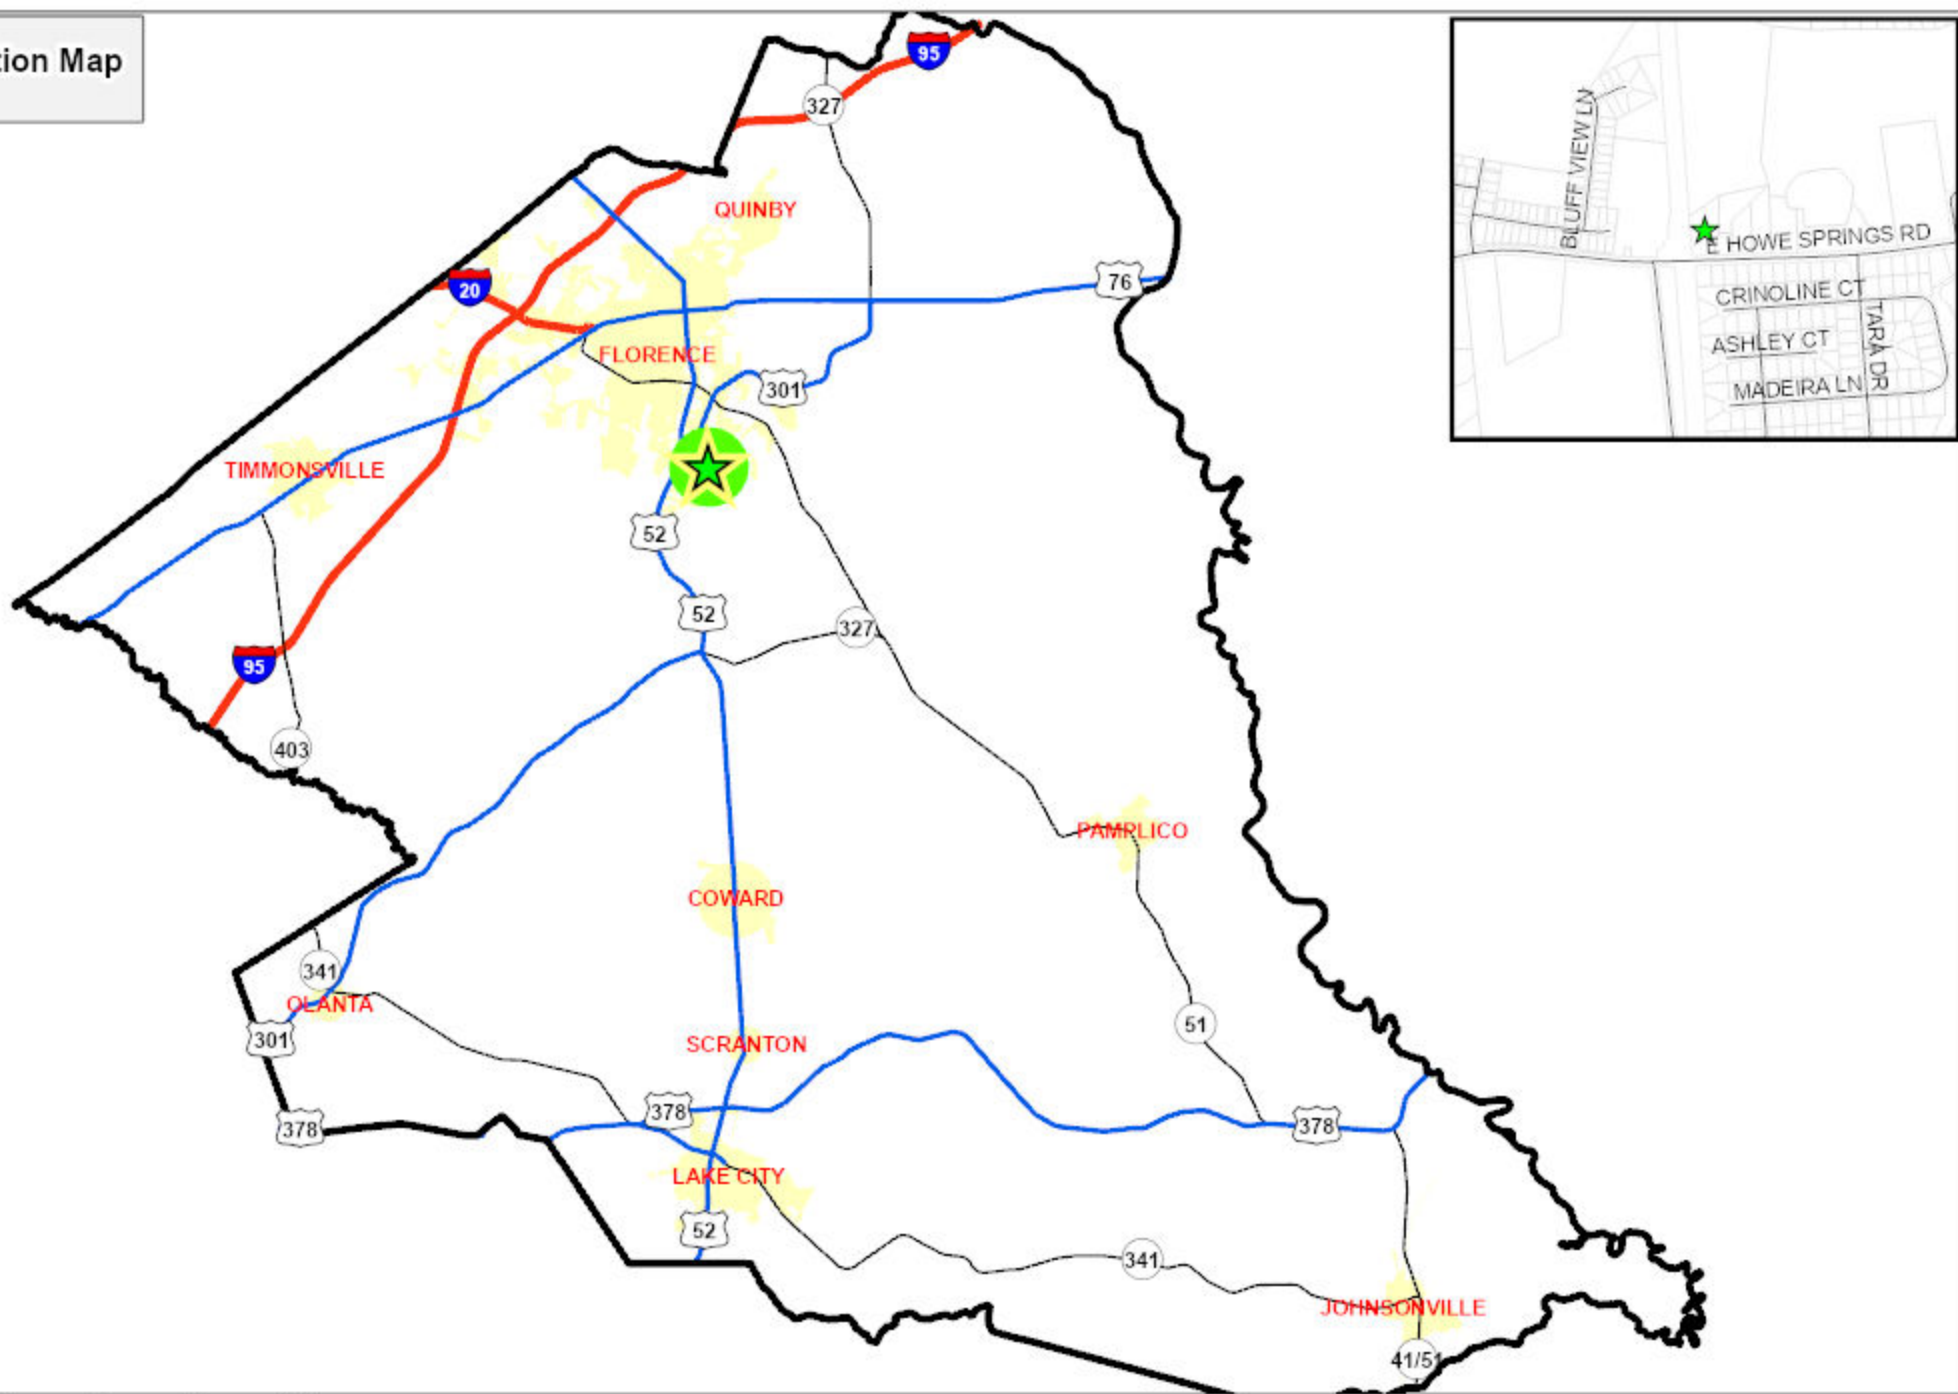 tion Map
95
327
QUINBY
20
76
FLORENCE
301
TIMMONSVILLE
52
52
327
95
403
PAMPLICO
COWARD
341
OLANTA
301
51
SCRANTON
378
378
378
LAKE CITY
52
341
JOHNSONVILLE
41/51
BLUFF VIEW LN
E HOWE SPRINGS RD
CRINOLINE CT
ASHLEY CT
TARA DR
MADEIRA LN